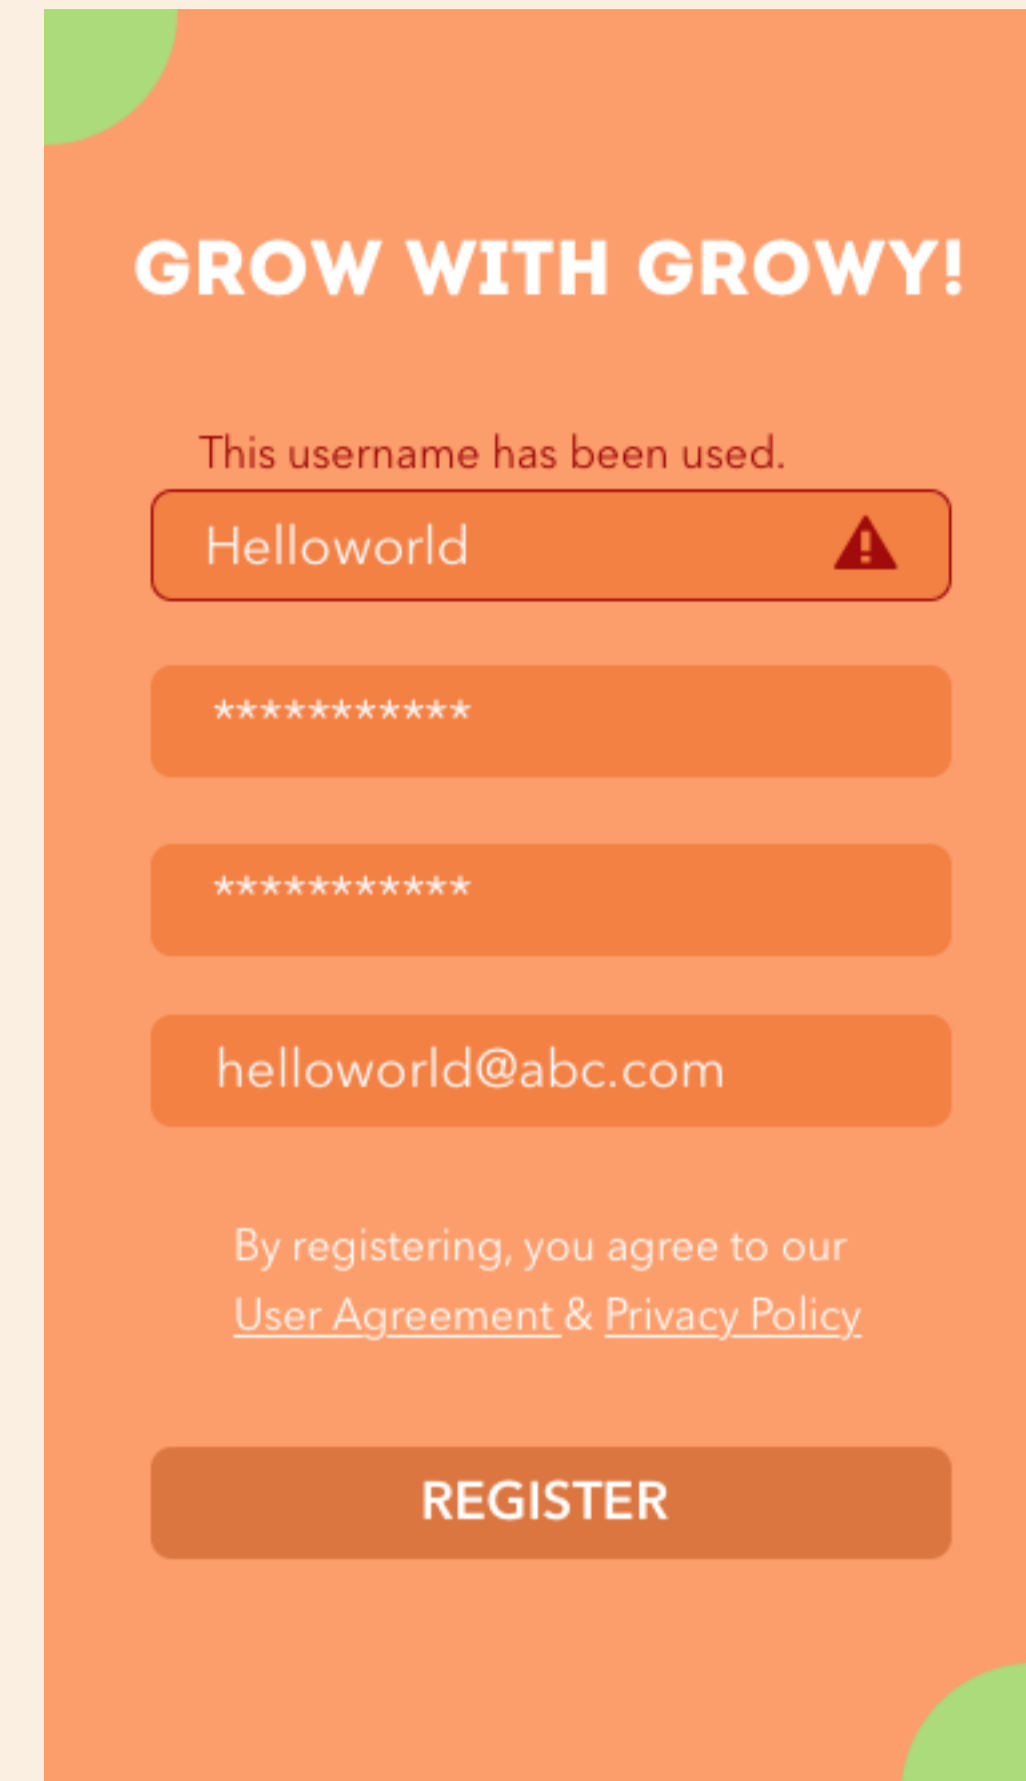 GROW WITH GROWY!
This username has been used.
Helloworld
***********
***********
helloworld@abc.com
By registering, you agree to our
User Agreement & Privacy Policy
REGISTER